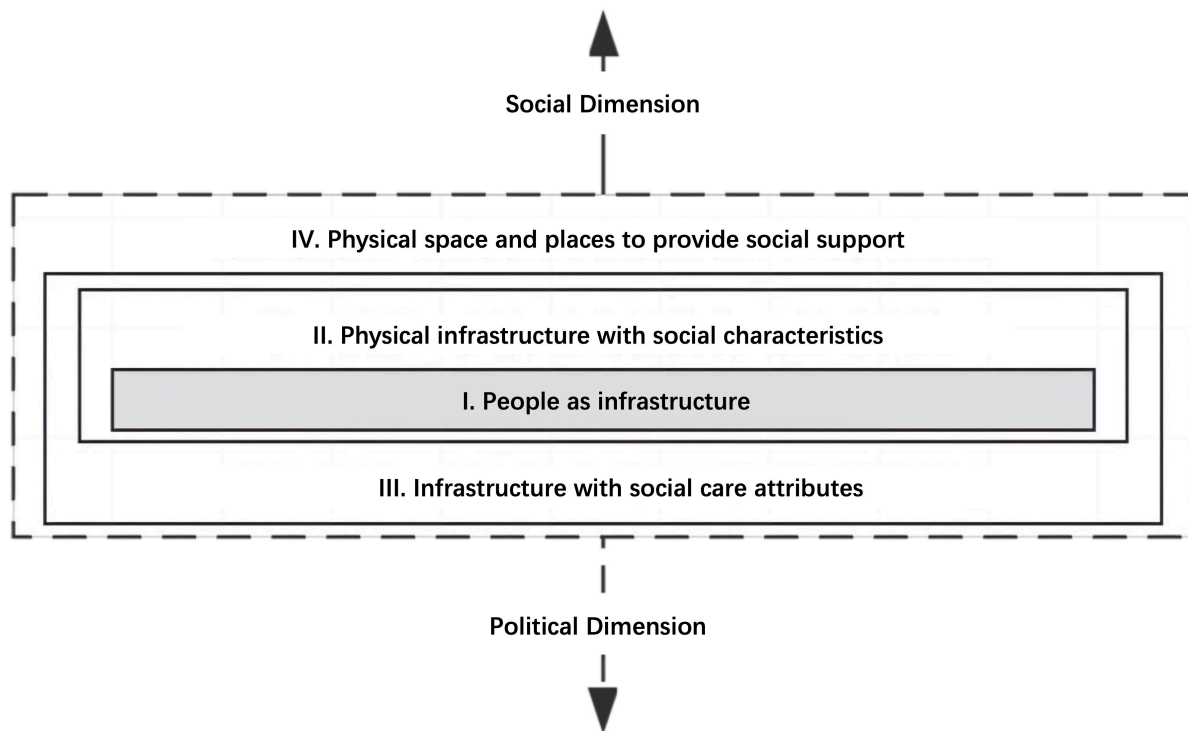 Social Dimension
IV. Physical space and places to provide social support
II. Physical infrastructure with social characteristics
I. People as infrastructure
III. Infrastructure with social care attributes
Political Dimension